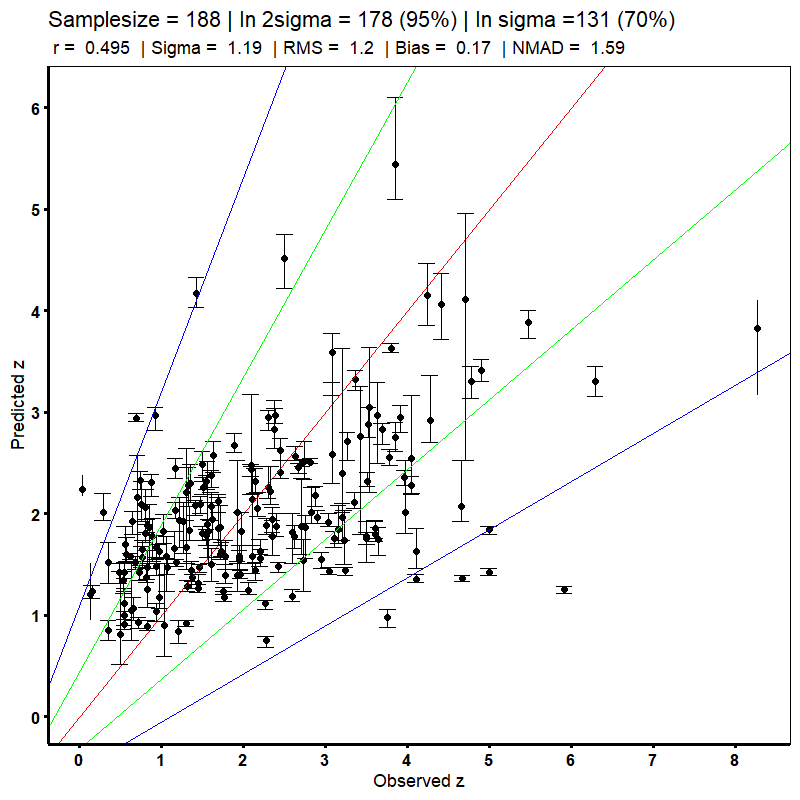 Samplesize = 188 | In 2sigma = 178 (95%) | In sigma =131 (70%)
r = 0.495 | Sigma = 1.19 | RMS = 1.2 | Bias = 0.17 | NMAD = 1.59
6
5
4
3
2
1
0
Predicted z
0 1 2 3 4 5 6 7 8
Observed z